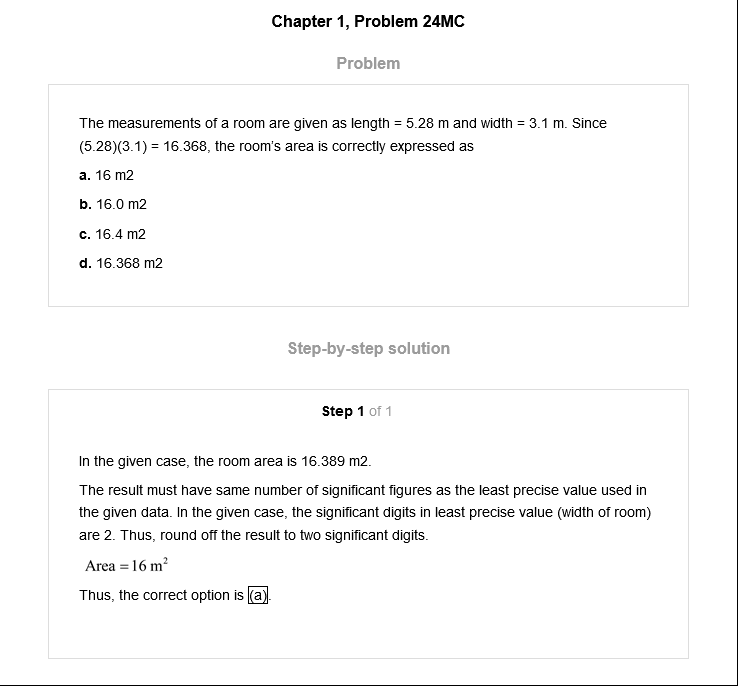 Chapter 1, Problem 24MC
Problem
The measurements of a room are given as length = 5.28 m and width = 3.1 m. Since
(5.28)(3.1) = 16.368, the room's area is correctly expressed as
a. 16 m2
b. 16.0 m2
c. 16.4 m2
d. 16.368 m2
Step-by-step solution
Step 1 of 1
In the given case, the room area is 16.389 m2.
The result must have same number of significant figures as the least precise value used in
the given data. In the given case, the significant digits in least precise value (width of room)
are 2. Thus, round off the result to two significant digits.
Area = 16 m²
Thus, the correct option is (a).